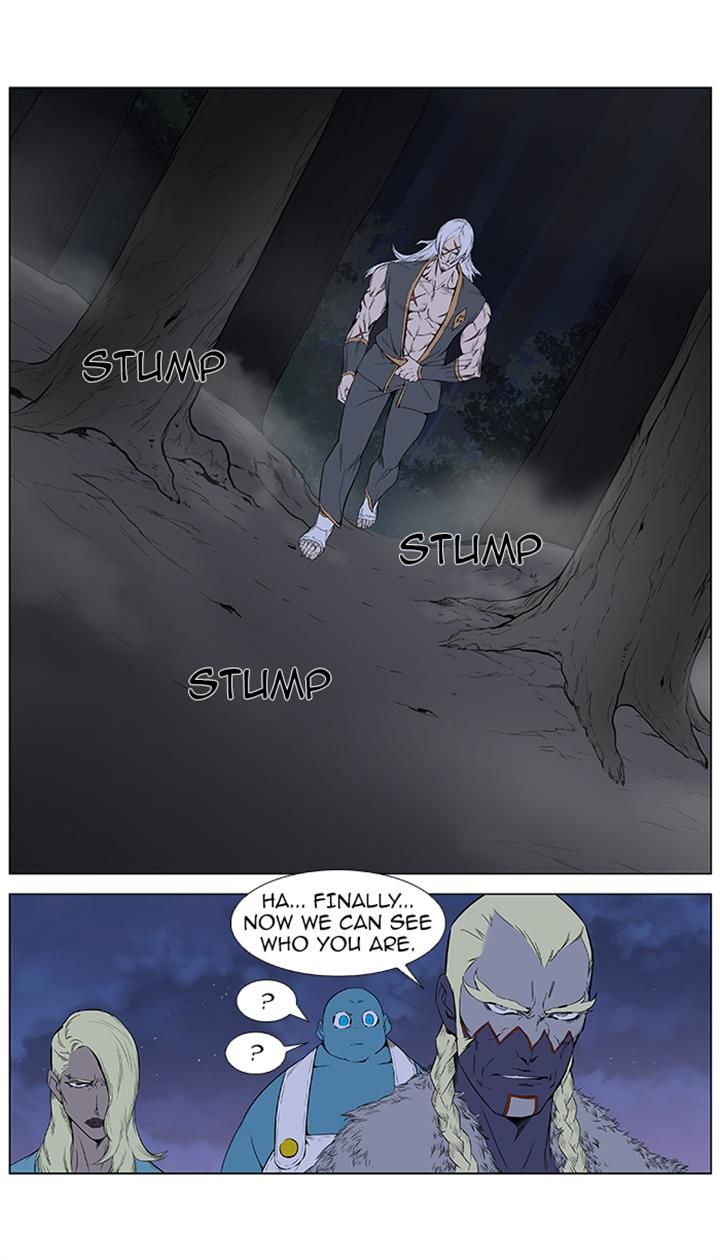 STUMP
STUMP
STUMP
HA... FINALLY...
NOW WE CAN SEE
WHO YOU ARE.
?
?